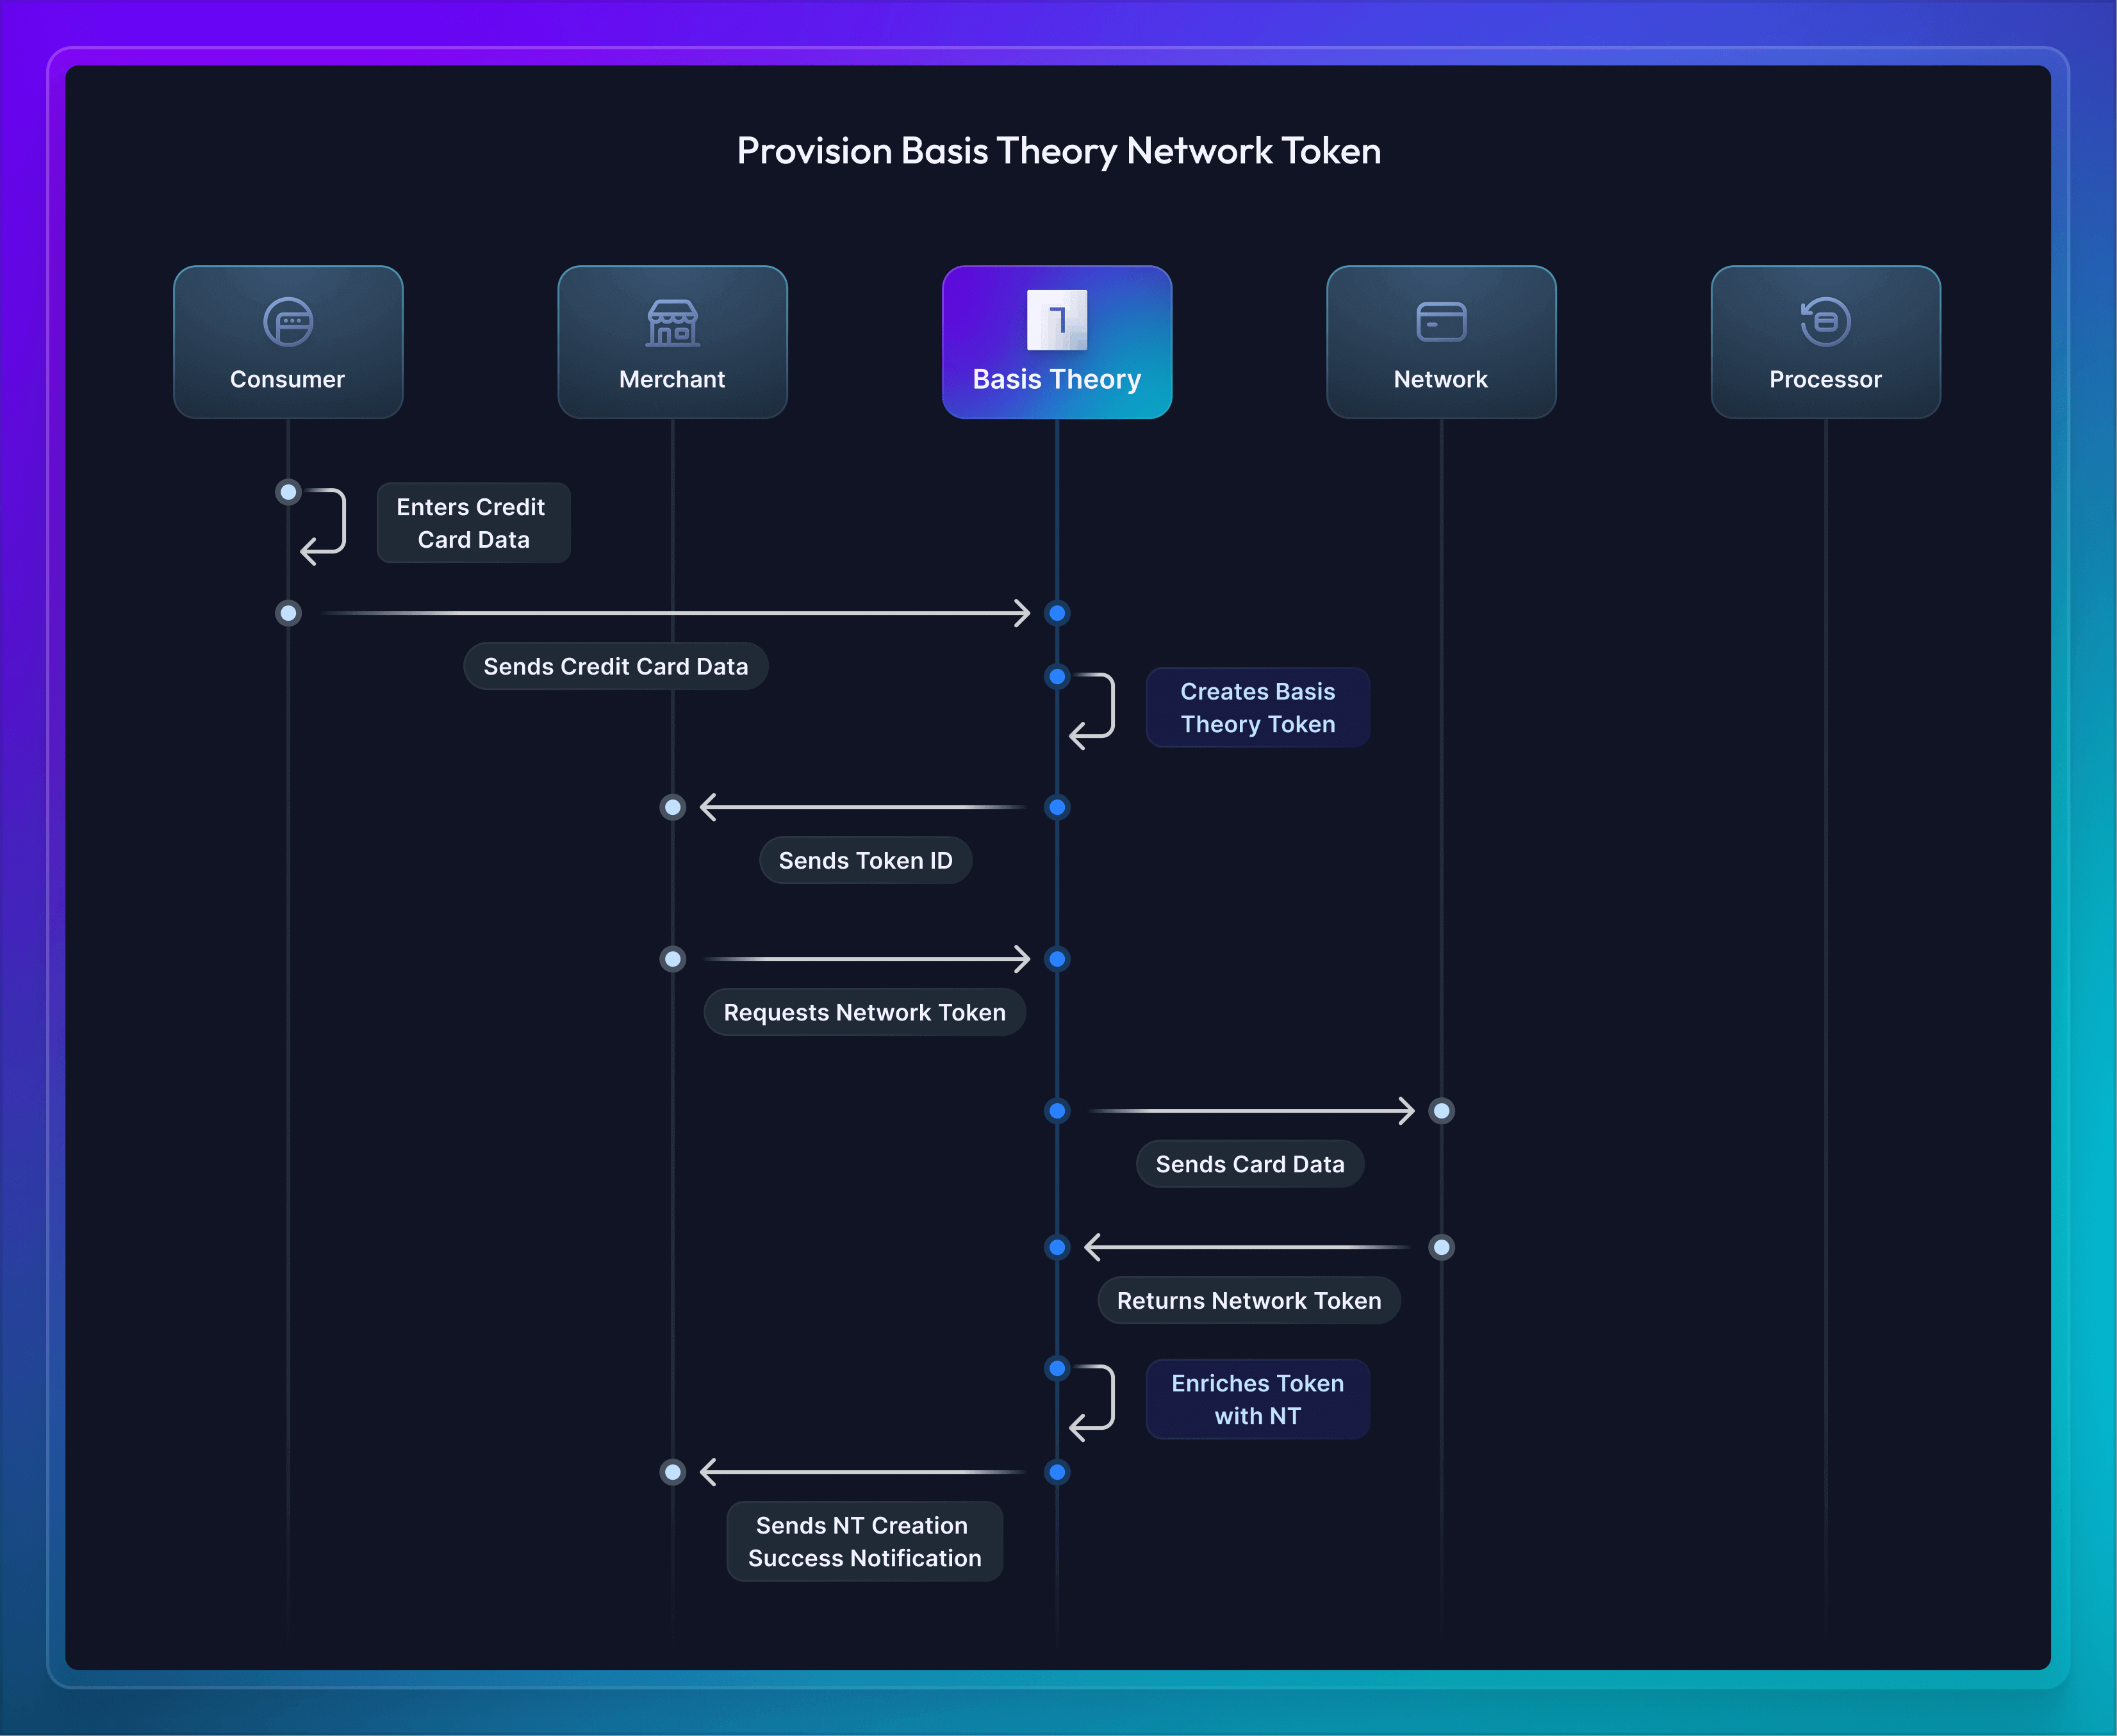 Provision Basis Theory Network Token
Consumer
Merchant
Basis Theory
Network
Processor
Enters Credit
Card Data
Sends Credit Card Data
Creates Basis
Theory Token
Sends Token ID
Requests Network Token
Sends Card Data
Returns Network Token
Enriches Token
with NT
Sends NT Creation
Success Notification